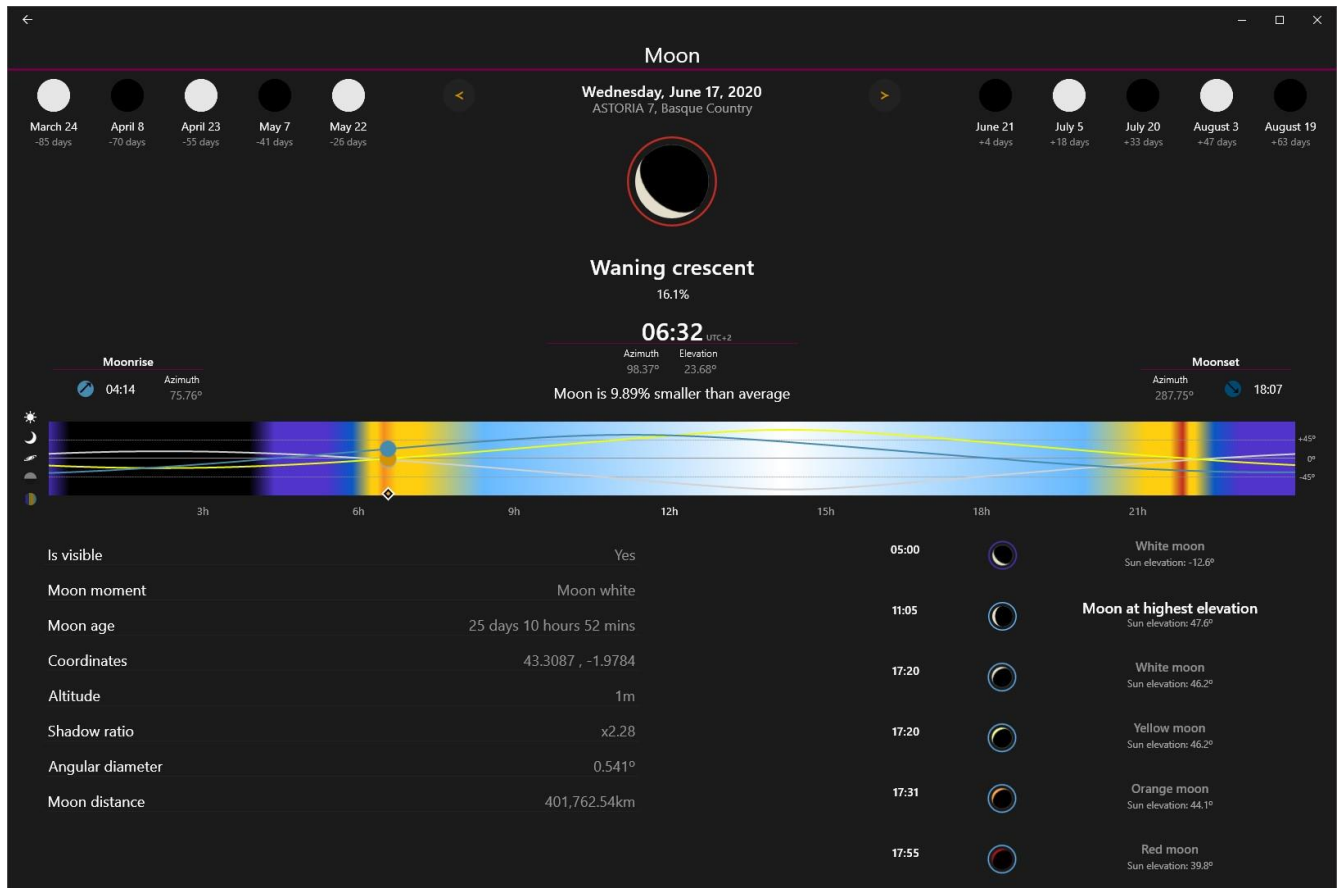 Moon
March 24
-85 days
April 8
-70 days
April 23
-55 days
May 7
-41 days
May 22
-26 days
<
Wednesday, June 17, 2020
ASTORIA 7, Basque Country
>
June 21
+4 days
July 5
+18 days
July 20
+33 days
August 3
+47 days
August 19
+63 days
Waning crescent
16.1%
06:32 UTC+2
Azimuth Elevation
98.37º 23.68º
Moon is 9.89% smaller than average
Moonrise
04:14
Azimuth
75.76º
Moonset
Azimuth
287.75º
18:07
+45º
0º
-45º
3h 6h 9h 12h 15h 18h 21h
Is visible Yes
Moon moment Moon white
Moon age 25 days 10 hours 52 mins
Coordinates 43.3087 , -1.9784
Altitude 1m
Shadow ratio x2.28
Angular diameter 0.541º
Moon distance 401,762.54km
05:00 White moon
Sun elevation: -12.6º
11:05 Moon at highest elevation
Sun elevation: 47.6º
17:20 White moon
Sun elevation: 46.2º
17:20 Yellow moon
Sun elevation: 46.2º
17:31 Orange moon
Sun elevation: 44.1º
17:55 Red moon
Sun elevation: 39.8º